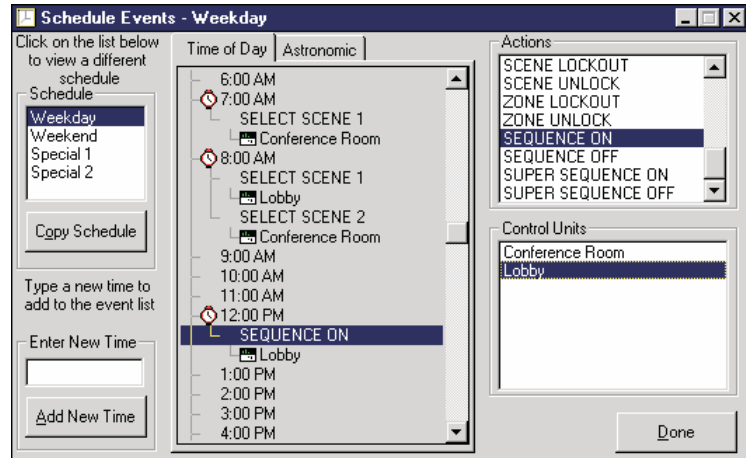 Schedule Events - Weekday
Click on the list below
to view a different
schedule
Schedule
Weekday
Weekend
Special 1
Special 2
Copy Schedule
Type a new time to
add to the event list
Enter New Time
Add New Time
Time of Day
Astronomic
6:00 AM
7:00 AM
SELECT SCENE 1
Conference Room
8:00 AM
SELECT SCENE 1
Lobby
SELECT SCENE 2
Conference Room
9:00 AM
10:00 AM
11:00 AM
12:00 PM
SEQUENCE ON
Lobby
1:00 PM
2:00 PM
3:00 PM
4:00 PM
Actions
SCENE LOCKOUT
SCENE UNLOCK
ZONE LOCKOUT
ZONE UNLOCK
SEQUENCE ON
SEQUENCE OFF
SUPER SEQUENCE ON
SUPER SEQUENCE OFF
Control Units
Conference Room
Lobby
Done